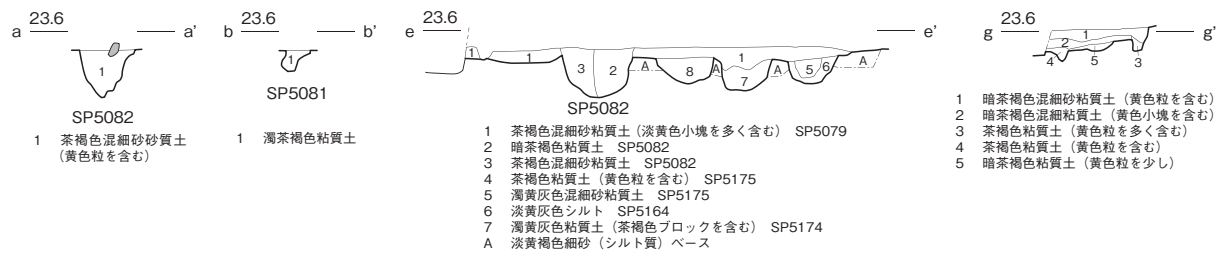 a 23.6 a'
1
SP5082
1 茶褐色混細砂砂質土
（黄色粒を含む）
b 23.6 b'
1
SP5081
1 濁茶褐色粘質土
e 23.6 e'
1 3 2 A 8 A 1 7 A 5 6 A
SP5082
1 茶褐色混細砂粘質土（淡黄色小塊を多く含む） SP5079
2 暗茶褐色粘質土 SP5082
3 茶褐色混細砂粘質土 SP5082
4 茶褐色粘質土（黄色粒を含む） SP5175
5 濁黄灰色混細砂粘質土 SP5175
6 淡黄灰色シルト SP5164
7 濁黄灰色粘質土（茶褐色ブロックを含む） SP5174
A 淡黄褐色細砂（シルト質）ベース
g 23.6 g'
1
2
4 5 3
1 暗茶褐色混細砂粘質土（黄色粒を含む）
2 暗茶褐色混細砂粘質土（黄色小塊を含む）
3 茶褐色粘質土（黄色粒を多く含む）
4 茶褐色粘質土（黄色粒を含む）
5 暗茶褐色粘質土（黄色粒を少し）